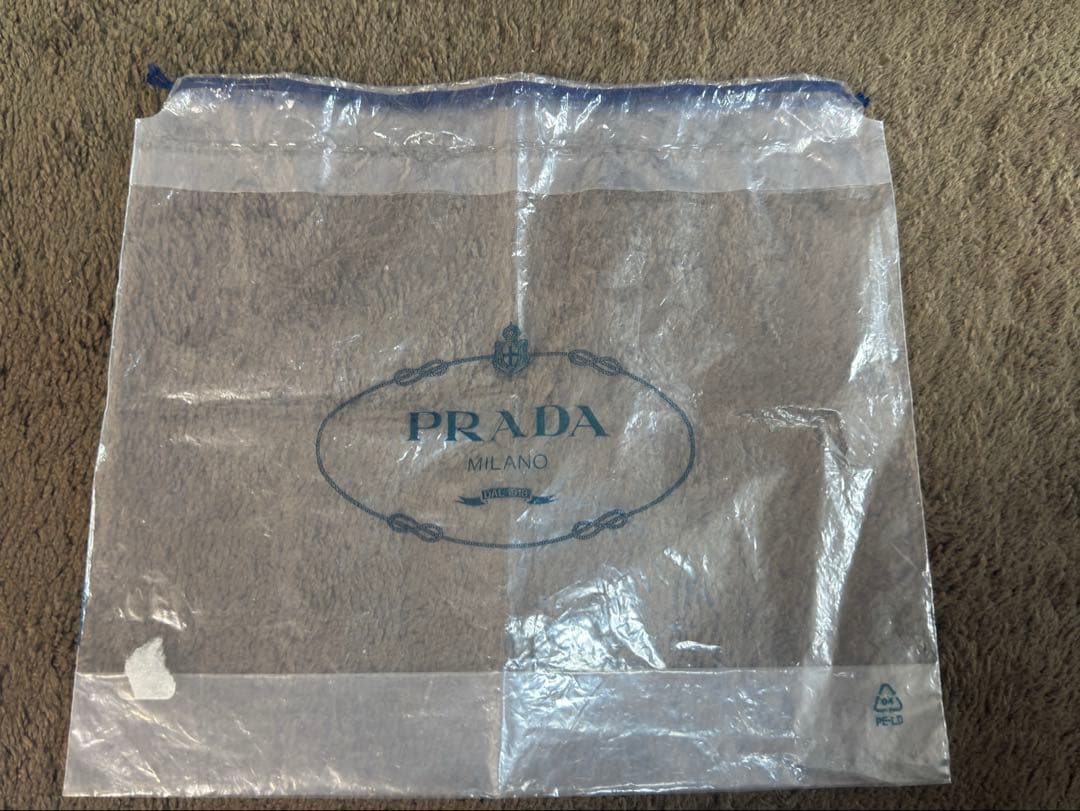 PRADA
MILANO
DAL 1913
04
PE-LD